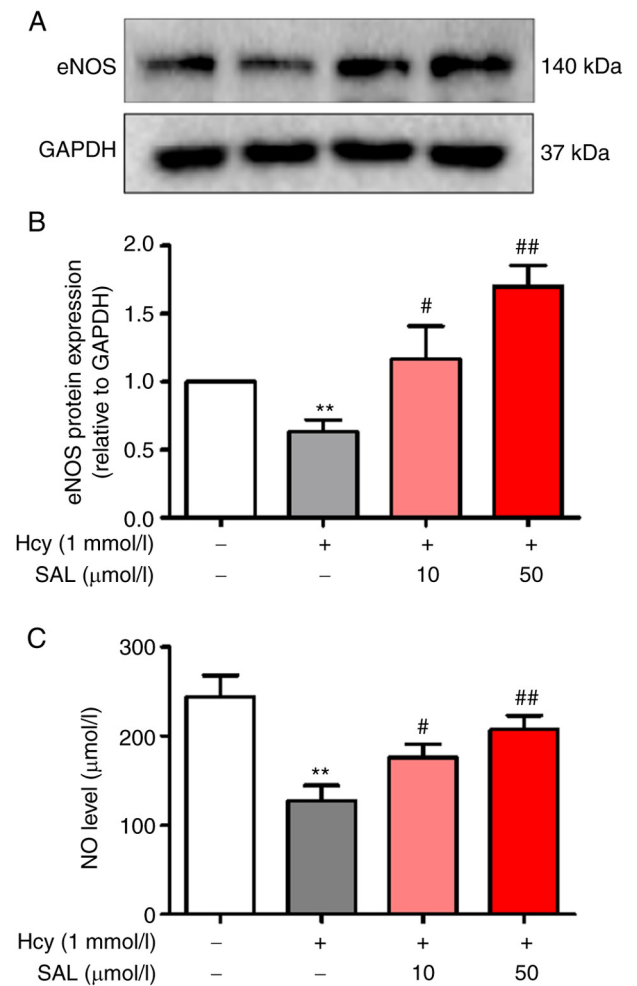 A
eNOS 140 kDa
GAPDH 37 kDa
B
eNOS protein expression
(relative to GAPDH)
2.0
1.5
1.0
0.5
0.0
**
#
##
Hcy (1 mmol/l) – + + +
SAL (μmol/l) – – 10 50
C
NO level (μmol/l)
300
200
100
0
**
#
##
Hcy (1 mmol/l) – + + +
SAL (μmol/l) – – 10 50